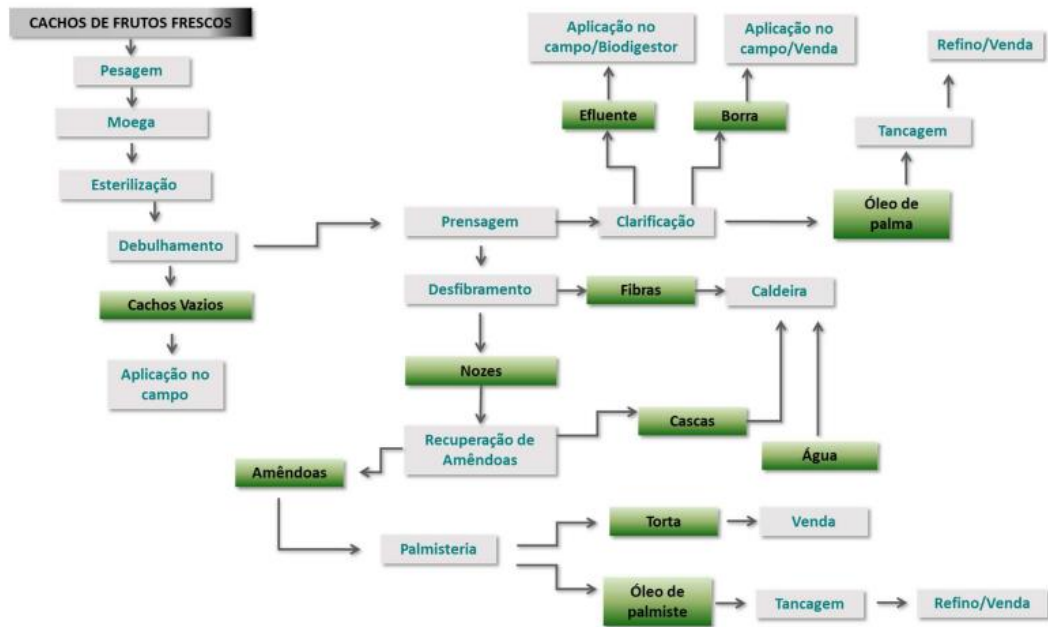 CACHOS DE FRUTOS FRESCOS
Pesagem
Moega
Esterilização
Debulhamento
Cachos Vazios
Aplicação no
campo
Prensagem
Clarificação
Efluente
Aplicação no
campo/Biodigestor
Borra
Aplicação no
campo/Venda
Óleo de
palma
Tancagem
Refino/Venda
Desfibramento
Fibras
Caldeira
Nozes
Recuperação de
Amêndoas
Cascas
Água
Amêndoas
Palmisteria
Torta
Venda
Óleo de
palmiste
Tancagem
Refino/Venda